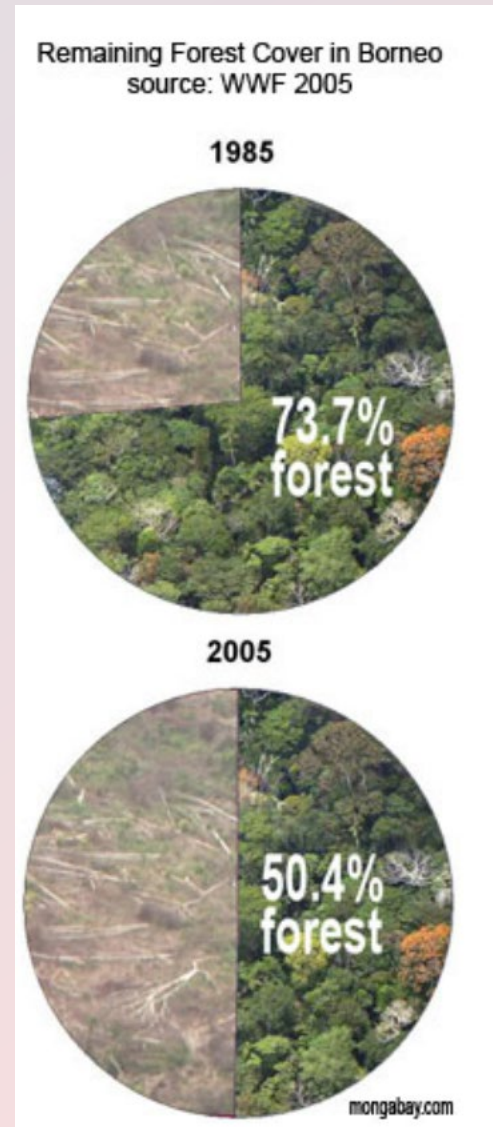 Remaining Forest Cover in Borneo
source: WWF 2005
1985
73.7%
forest
2005
50.4%
forest
mongabay.com